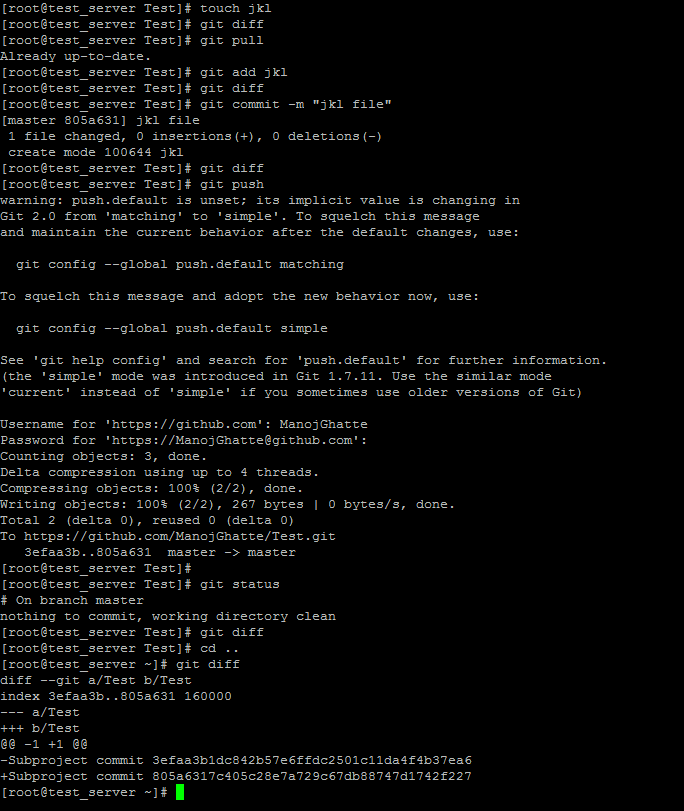 [root@test_server Test]# touch jkl
[root@test_server Test]# git diff
[root@test_server Test]# git pull
Already up-to-date.
[root@test_server Test]# git add jkl
[root@test_server Test]# git diff
[root@test_server Test]# git commit -m "jkl file"
[master 805a631] jkl file
 1 file changed, 0 insertions(+), 0 deletions(-)
 create mode 100644 jkl
[root@test_server Test]# git diff
[root@test_server Test]# git push
warning: push.default is unset; its implicit value is changing in
Git 2.0 from 'matching' to 'simple'. To squelch this message
and maintain the current behavior after the default changes, use:

  git config --global push.default matching

To squelch this message and adopt the new behavior now, use:

  git config --global push.default simple

See 'git help config' and search for 'push.default' for further information.
(the 'simple' mode was introduced in Git 1.7.11. Use the similar mode
'current' instead of 'simple' if you sometimes use older versions of Git)

Username for 'https://github.com': ManojGhatte
Password for 'https://ManojGhatte@github.com':
Counting objects: 3, done.
Delta compression using up to 4 threads.
Compressing objects: 100% (2/2), done.
Writing objects: 100% (2/2), 267 bytes | 0 bytes/s, done.
Total 2 (delta 0), reused 0 (delta 0)
To https://github.com/ManojGhatte/Test.git
   3efaa3b..805a631  master -> master
[root@test_server Test]#
[root@test_server Test]# git status
# On branch master
nothing to commit, working directory clean
[root@test_server Test]# git diff
[root@test_server Test]# cd ..
[root@test_server ~]# git diff
diff --git a/Test b/Test
index 3efaa3b..805a631 160000
--- a/Test
+++ b/Test
@@ -1 +1 @@
-Subproject commit 3efaa3b1dc842b57e6ffdc2501c11da4f4b37ea6
+Subproject commit 805a6317c405c28e7a729c67db88747d1742f227
[root@test_server ~]#